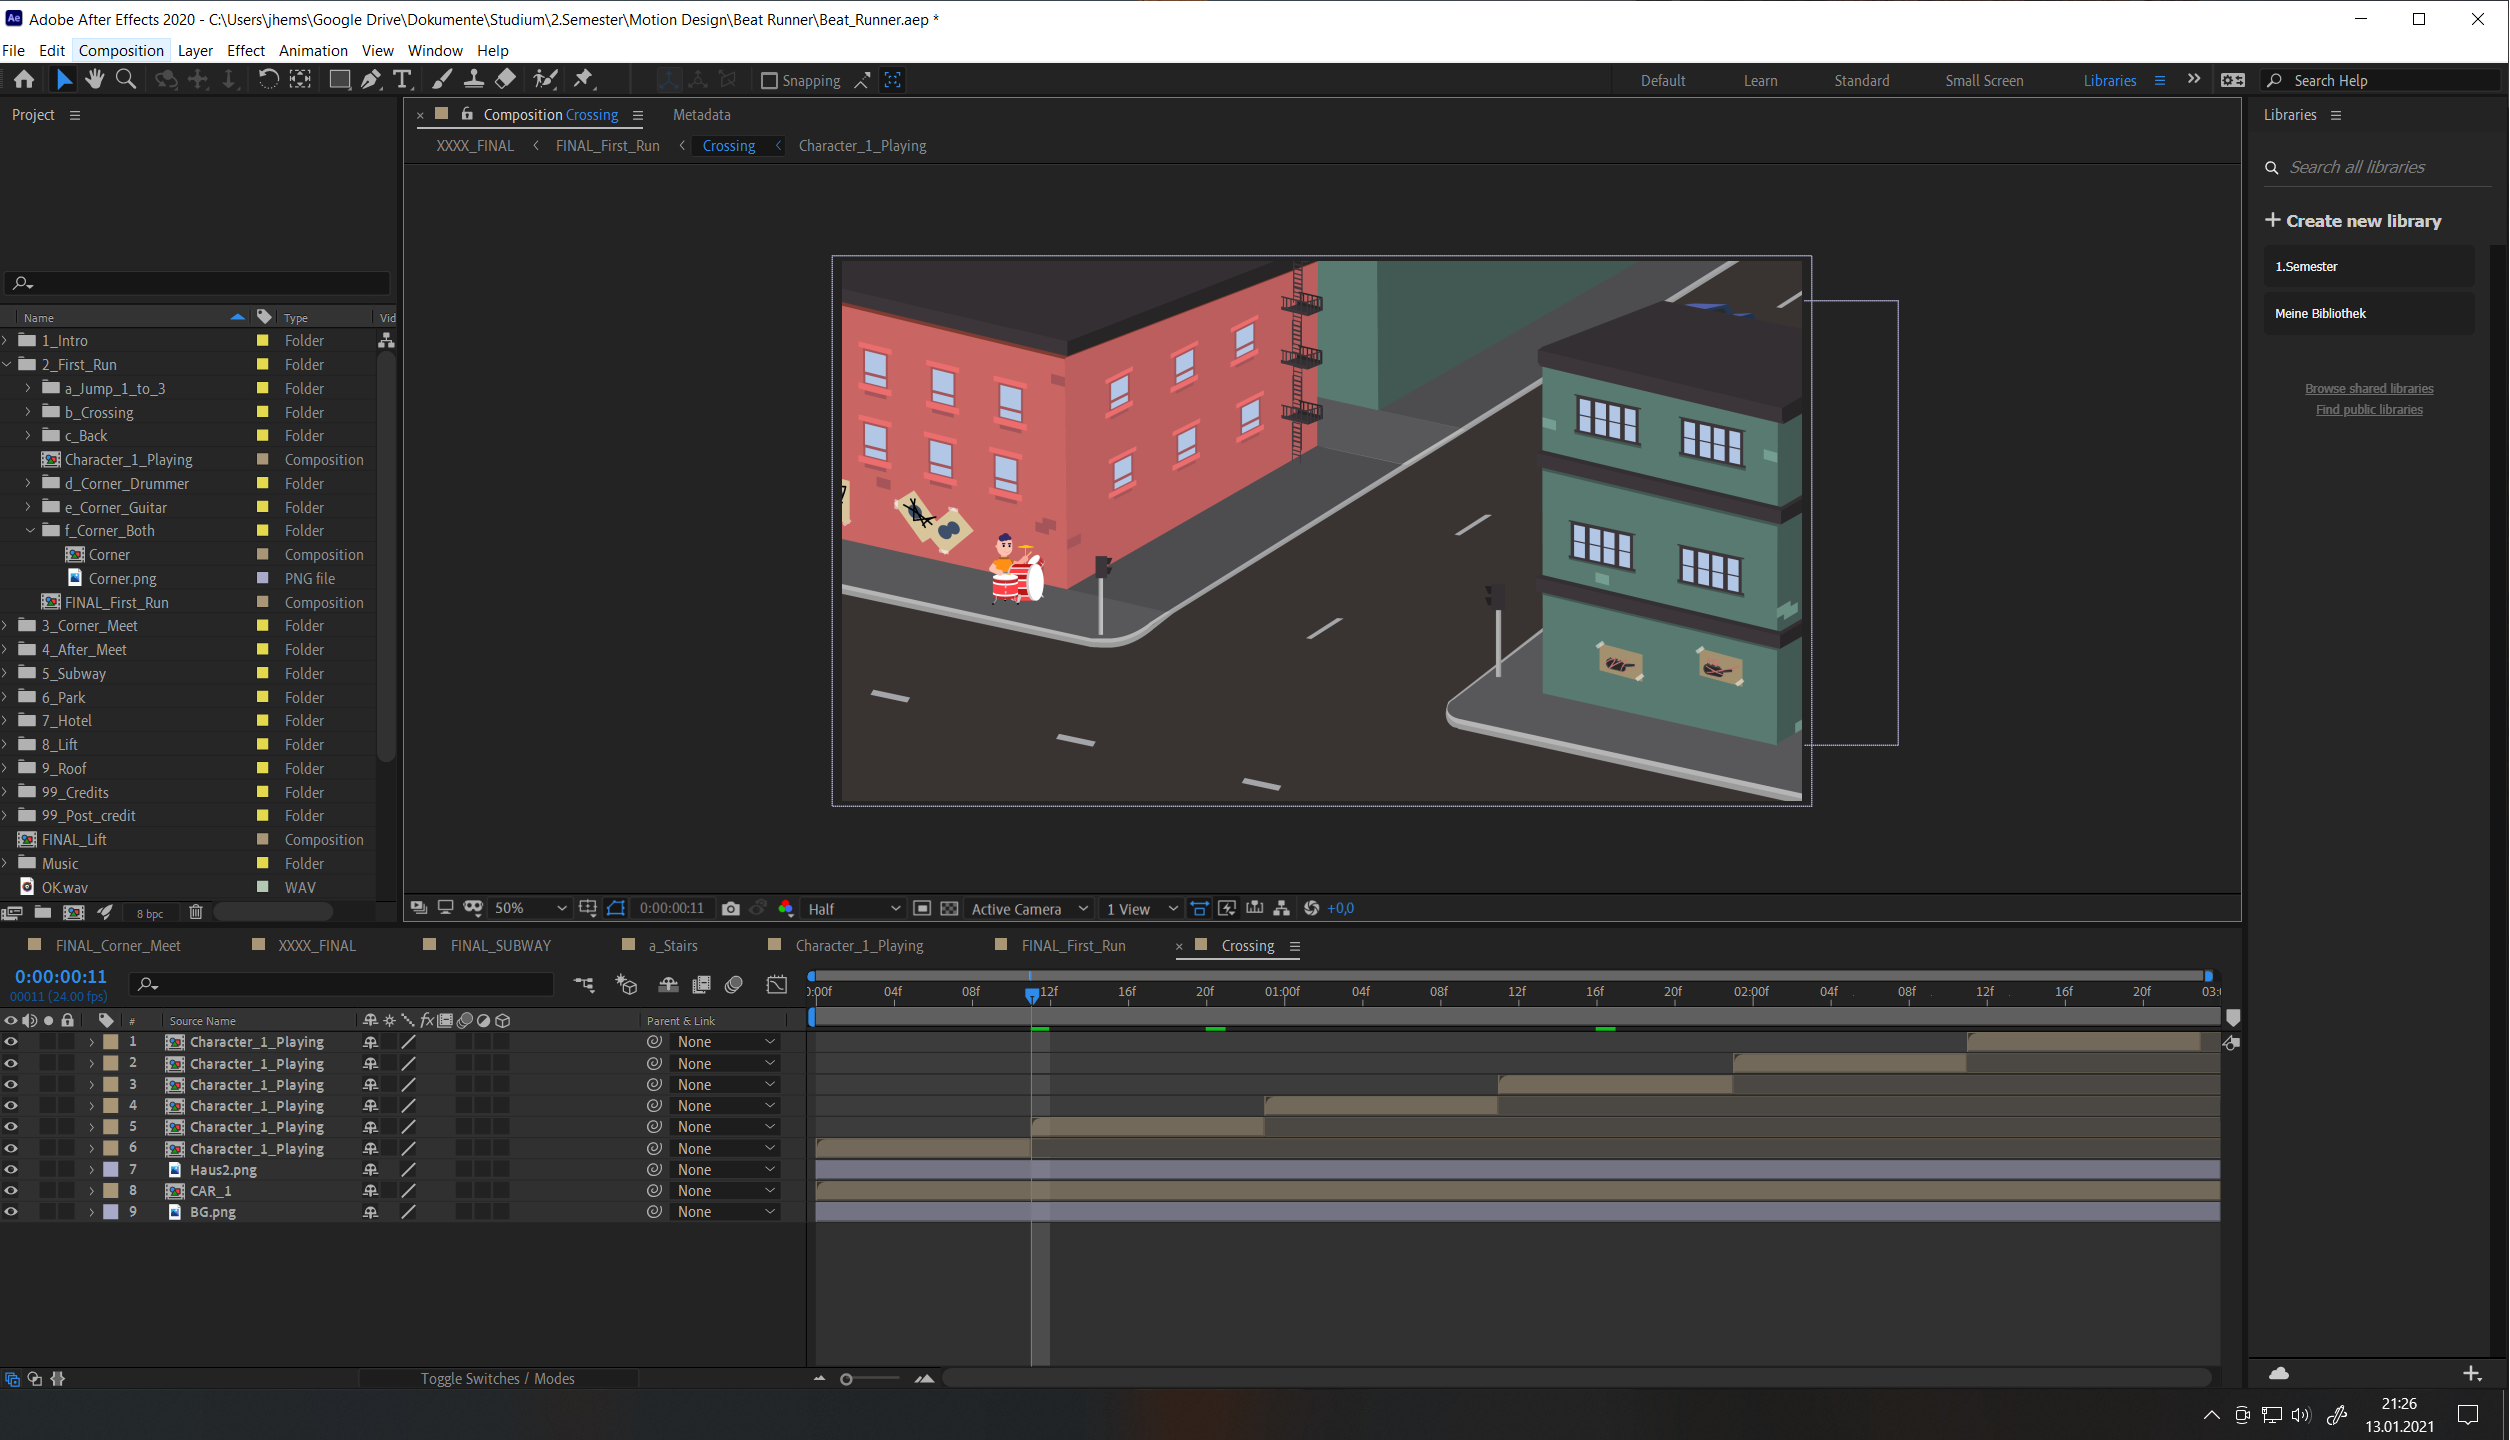 Adobe After Effects 2020 - C:\Users\jhems\Google Drive\Dokumente\Studium\2.Semester\Motion Design\Beat Runner\Beat_Runner.aep *
File Edit Composition Layer Effect Animation View Window Help
Snapping
Default Learn Standard Small Screen Libraries
Search Help
Project
Composition Crossing
Metadata
XXXX_FINAL FINAL_First_Run Crossing Character_1_Playing
Name Type Vid
1_Intro Folder
2_First_Run Folder
a_Jump_1_to_3 Folder
b_Crossing Folder
c_Back Folder
Character_1_Playing Composition
d_Corner_Drummer Folder
e_Corner_Guitar Folder
f_Corner_Both Folder
Corner Composition
Corner.png PNG file
FINAL_First_Run Composition
3_Corner_Meet Folder
4_After_Meet Folder
5_Subway Folder
6_Park Folder
7_Hotel Folder
8_Lift Folder
9_Roof Folder
99_Credits Folder
99_Post_credit Folder
FINAL_Lift Composition
Music Folder
OK.wav WAV
8 bpc
50% 0:00:00:11 Half Active Camera 1 View +0,0
Libraries
Search all libraries
Create new library
1.Semester
Meine Bibliothek
Browse shared libraries
Find public libraries
FINAL_Corner_Meet XXXX_FINAL FINAL_SUBWAY a_Stairs Character_1_Playing FINAL_First_Run Crossing
0:00:00:11
00011 (24.00 fps)
:00f 04f 08f 12f 16f 20f 01:00f 04f 08f 12f 16f 20f 02:00f 04f 08f 12f 16f 20f 03:
# Source Name Parent & Link
1 Character_1_Playing None
2 Character_1_Playing None
3 Character_1_Playing None
4 Character_1_Playing None
5 Character_1_Playing None
6 Character_1_Playing None
7 Haus2.png None
8 CAR_1 None
9 BG.png None
Toggle Switches / Modes
21:26
13.01.2021